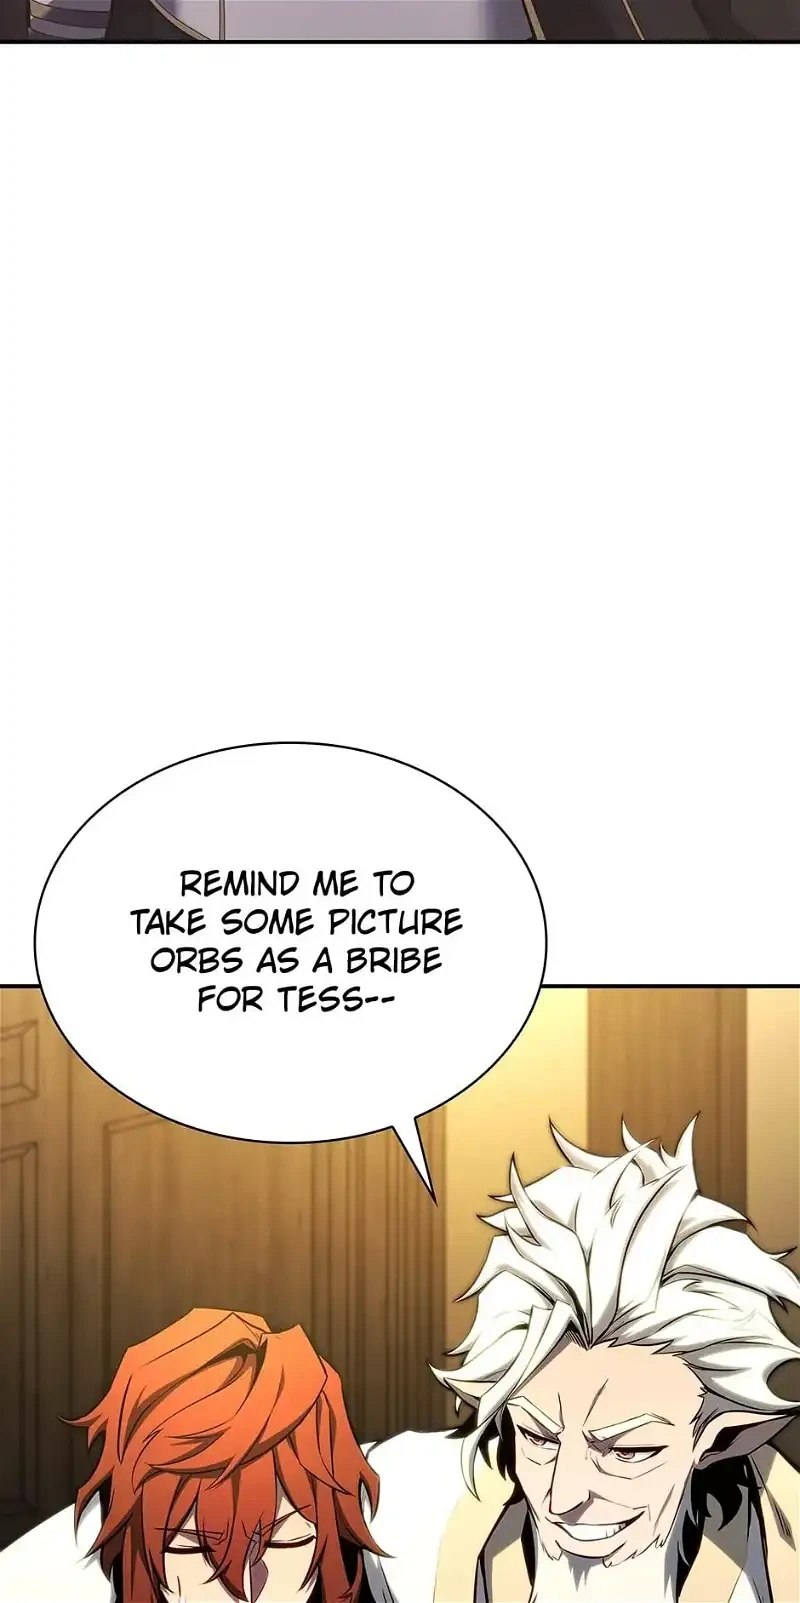 REMIND ME TO
TAKE SOME PICTURE
ORBS AS A BRIBE
FOR TESS--